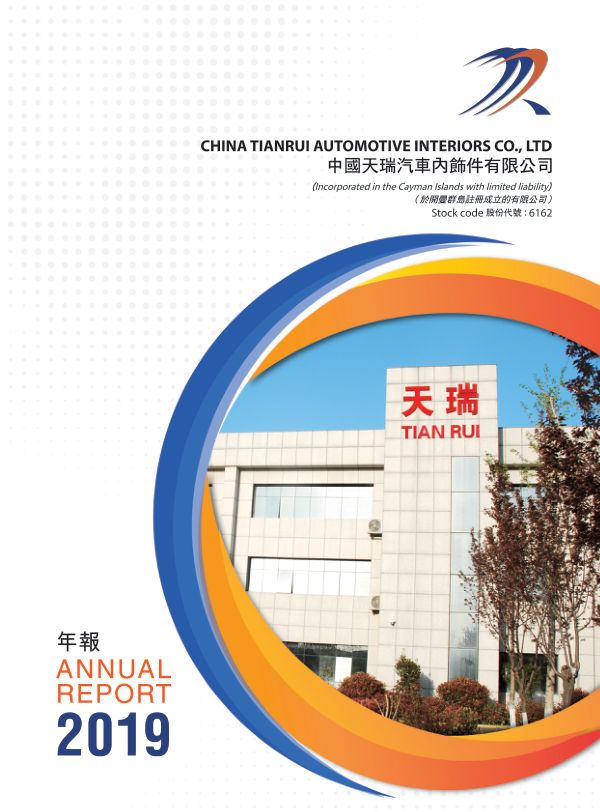 CHINA TIANRUI AUTOMOTIVE INTERIORS CO., LTD
中國天瑞汽車內飾件有限公司
(Incorporated in the Cayman Islands with limited liability)
（於開曼群島註冊成立的有限公司）
Stock code 股份代號：6162
天瑞
TIAN RUI
年報
ANNUAL
REPORT
2019